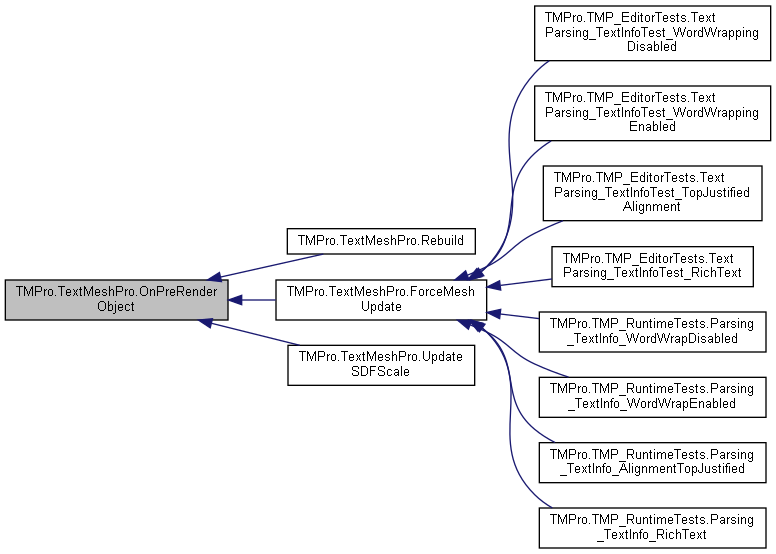 TMPro.TMP_EditorTests.Text
Parsing_TextInfoTest_WordWrapping
Disabled
TMPro.TMP_EditorTests.Text
Parsing_TextInfoTest_WordWrapping
Enabled
TMPro.TMP_EditorTests.Text
Parsing_TextInfoTest_TopJustified
Alignment
TMPro.TextMeshPro.Rebuild
TMPro.TMP_EditorTests.Text
Parsing_TextInfoTest_RichText
TMPro.TextMeshPro.OnPreRender
Object
TMPro.TextMeshPro.ForceMesh
Update
TMPro.TMP_RuntimeTests.Parsing
_TextInfo_WordWrapDisabled
TMPro.TextMeshPro.Update
SDFScale
TMPro.TMP_RuntimeTests.Parsing
_TextInfo_WordWrapEnabled
TMPro.TMP_RuntimeTests.Parsing
_TextInfo_AlignmentTopJustified
TMPro.TMP_RuntimeTests.Parsing
_TextInfo_RichText